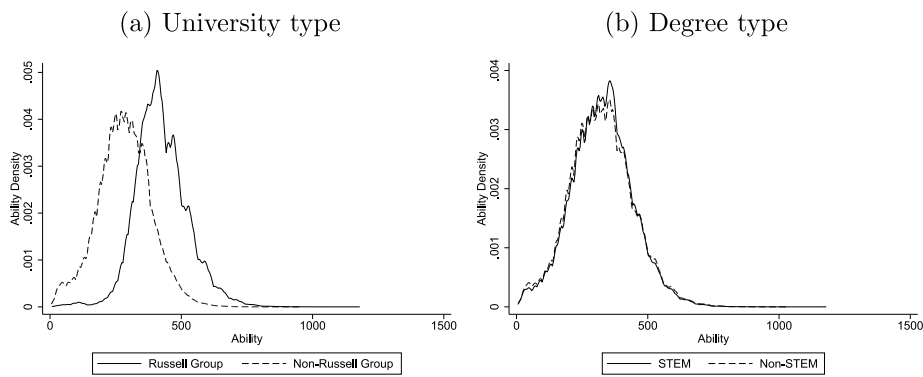 (a) University type
(b) Degree type
Ability Density
0
.001
.002
.003
.004
.005
0
500
1000
1500
Ability
Russell Group
Non-Russell Group
Ability Density
0
.001
.002
.003
.004
0
500
1000
1500
Ability
STEM
Non-STEM